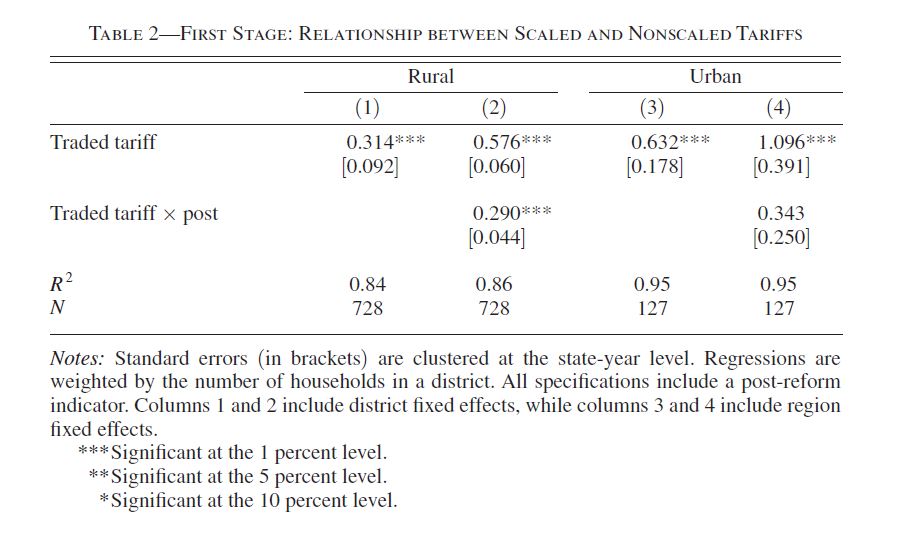 TABLE 2—FIRST STAGE: RELATIONSHIP BETWEEN SCALED AND NONSCALED TARIFFS
Rural Urban
(1) (2) (3) (4)
Traded tariff 0.314*** 0.576*** 0.632*** 1.096***
[0.092] [0.060] [0.178] [0.391]
Traded tariff × post 0.290*** 0.343
[0.044] [0.250]
R² 0.84 0.86 0.95 0.95
N 728 728 127 127
Notes: Standard errors (in brackets) are clustered at the state-year level. Regressions are
weighted by the number of households in a district. All specifications include a post-reform
indicator. Columns 1 and 2 include district fixed effects, while columns 3 and 4 include region
fixed effects.
***Significant at the 1 percent level.
**Significant at the 5 percent level.
*Significant at the 10 percent level.